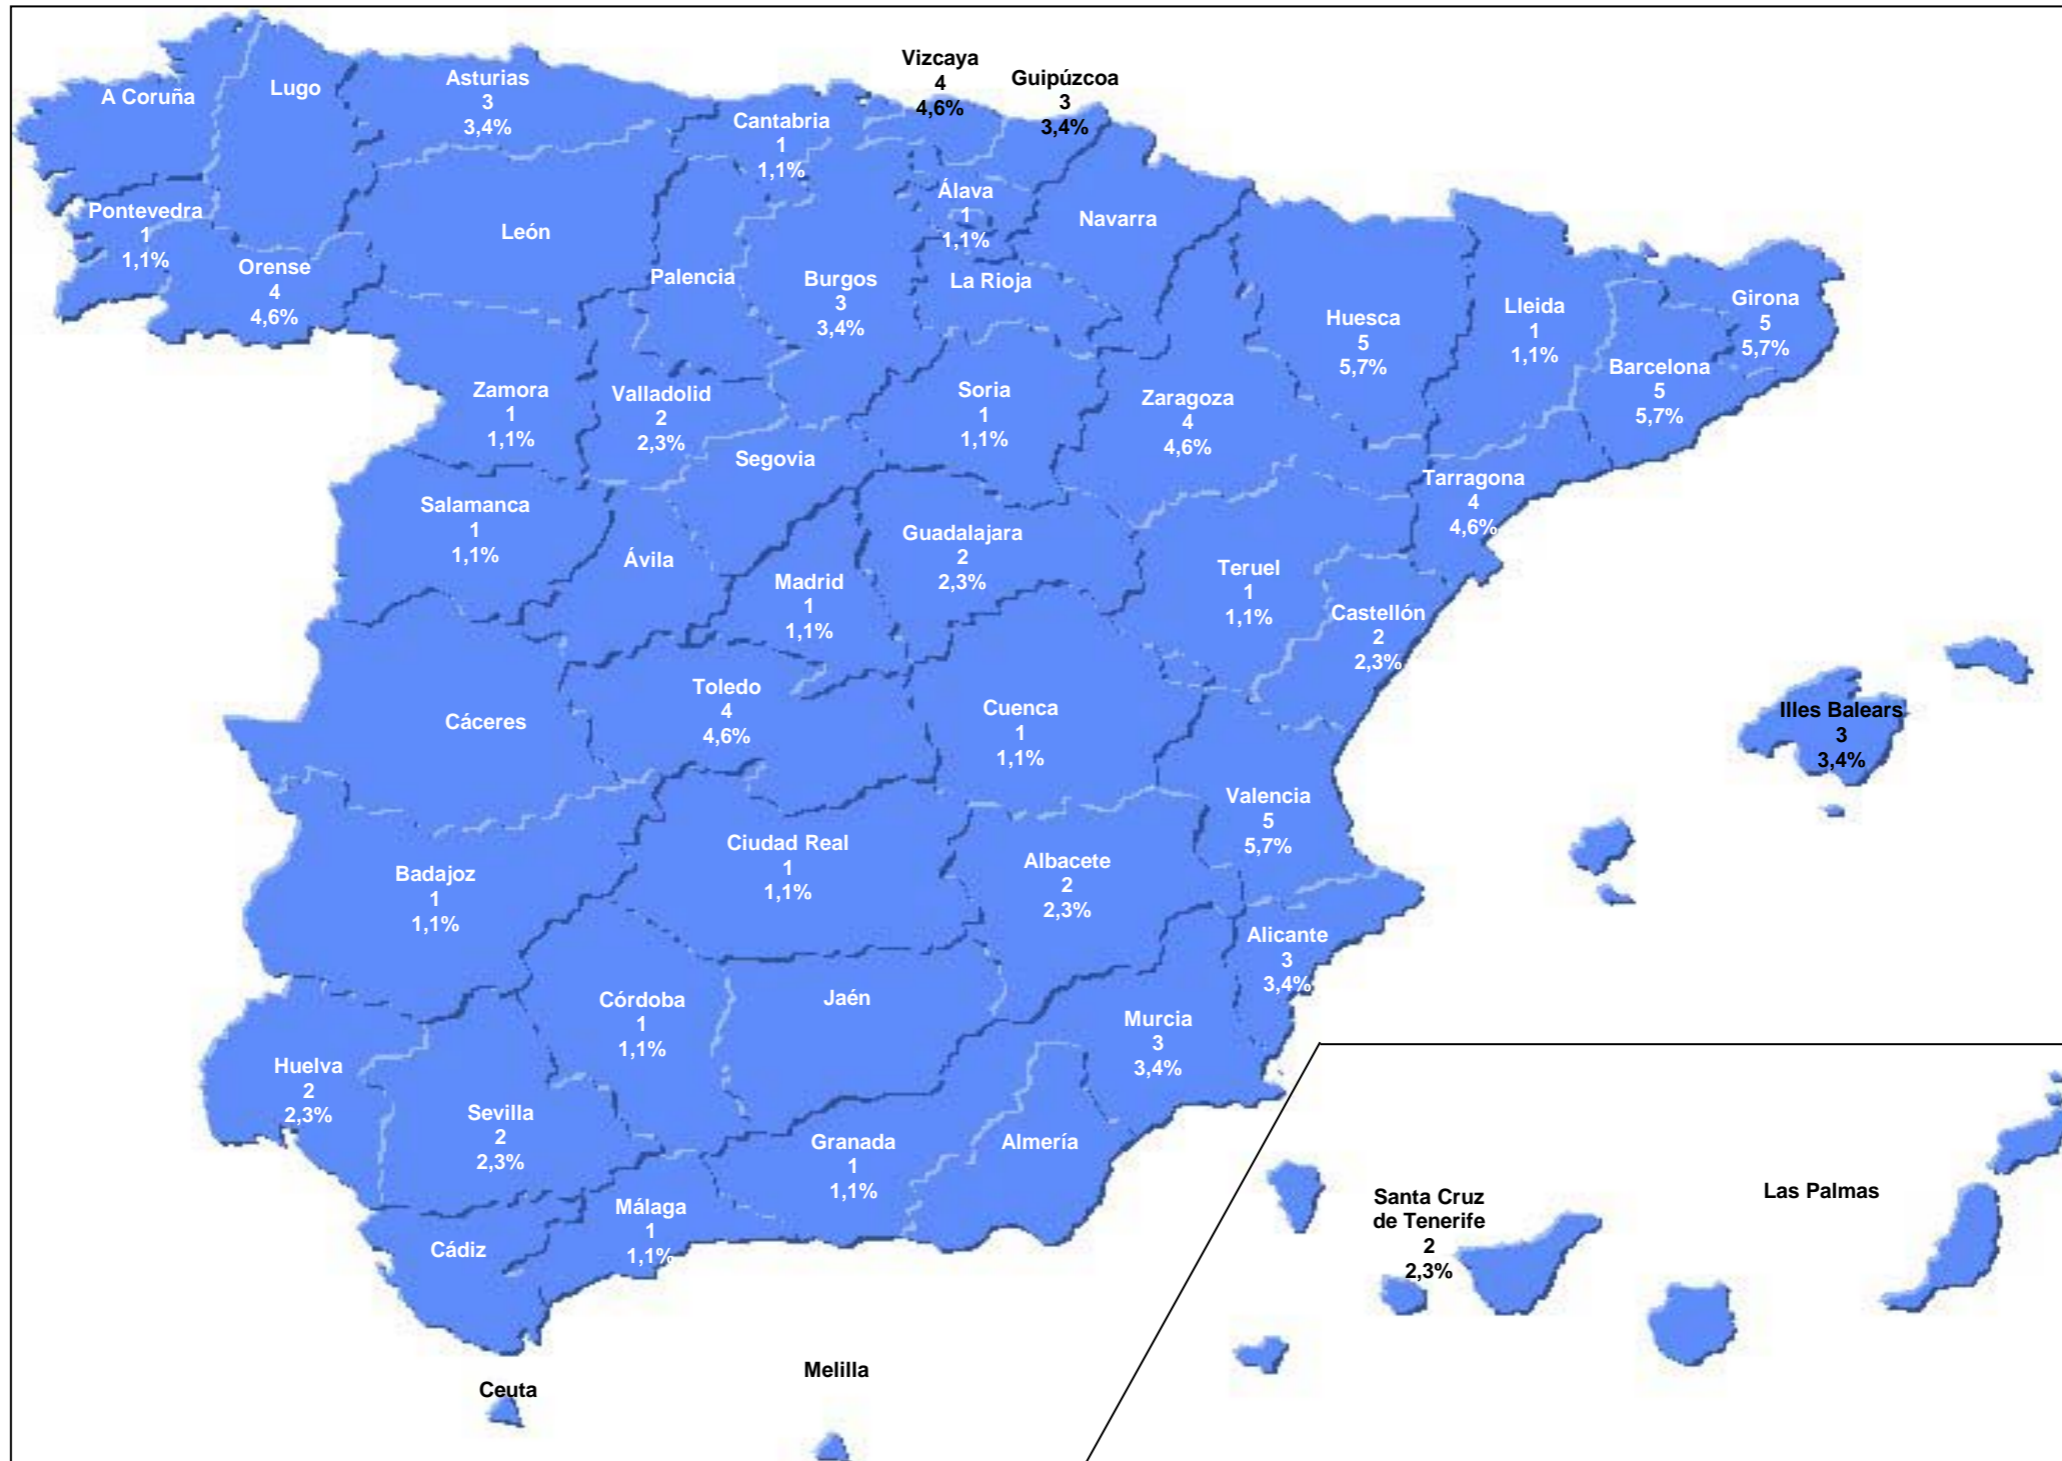 A Coruña
Lugo
Asturias
3
3,4%
Cantabria
1
1,1%
Vizcaya
4
4,6%
Guipúzcoa
3
3,4%
Álava
1
1,1%
Navarra
Pontevedra
1
1,1%
Orense
4
4,6%
León
Palencia
Burgos
3
3,4%
La Rioja
Huesca
5
5,7%
Lleida
1
1,1%
Girona
5
5,7%
Barcelona
5
5,7%
Zamora
1
1,1%
Valladolid
2
2,3%
Soria
1
1,1%
Zaragoza
4
4,6%
Segovia
Tarragona
4
4,6%
Salamanca
1
1,1%
Ávila
Madrid
1
1,1%
Guadalajara
2
2,3%
Teruel
1
1,1%
Castellón
2
2,3%
Cáceres
Toledo
4
4,6%
Cuenca
1
1,1%
Illes Balears
3
3,4%
Valencia
5
5,7%
Badajoz
1
1,1%
Ciudad Real
1
1,1%
Albacete
2
2,3%
Alicante
3
3,4%
Córdoba
1
1,1%
Jaén
Murcia
3
3,4%
Huelva
2
2,3%
Sevilla
2
2,3%
Granada
1
1,1%
Almería
Málaga
1
1,1%
Cádiz
Santa Cruz
de Tenerife
2
2,3%
Las Palmas
Ceuta
Melilla